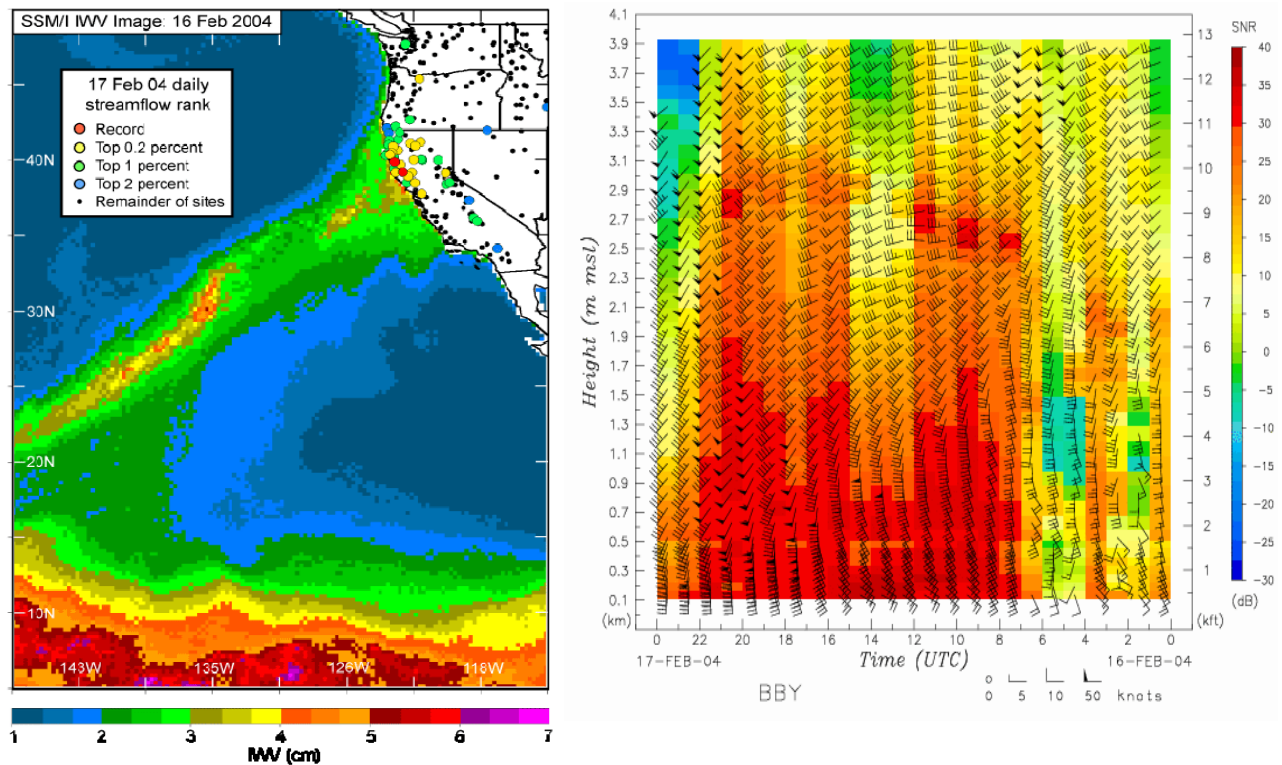 SSM/I IWV Image: 16 Feb 2004
17 Feb 04 daily
streamflow rank
Record
Top 0.2 percent
Top 1 percent
Top 2 percent
Remainder of sites
40N
30N
20N
10N
143W 135W 126W 118W
1 2 3 4 5 6 7
IWV (cm)
4.1
3.9
3.7
3.5
3.3
3.1
2.9
2.7
2.5
2.3
2.1
1.9
1.7
1.5
1.3
1.1
0.9
0.7
0.5
0.3
0.1
(km)
Height (m msl)
13
12
11
10
9
8
7
6
5
4
3
2
1
(kft)
0 22 20 18 16 14 12 10 8 6 4 2 0
17-FEB-04 Time (UTC) 16-FEB-04
BBY
0 5 10 50 knots
SNR
40
35
30
25
20
15
10
5
0
-5
-10
-15
-20
-25
-30
(dB)